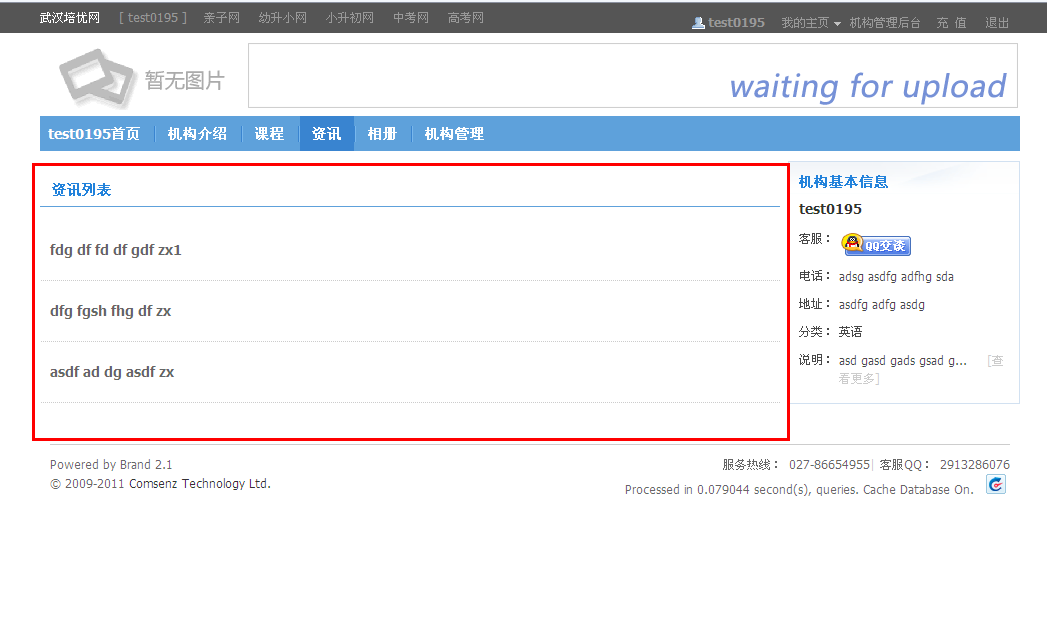 武汉培优网 [ test0195 ] 亲子网 幼升小网 小升初网 中考网 高考网
test0195 我的主页 机构管理后台 充 值 退出
暂无图片
waiting for upload
test0195首页 机构介绍 课程 资讯 相册 机构管理
资讯列表
fdg df fd df gdf zx1
dfg fgsh fhg df zx
asdf ad dg asdf zx
机构基本信息
test0195
客服： QQ交谈
电话： adsg asdfg adfhg sda
地址： asdfg adfg asdg
分类： 英语
说明： asd gasd gads gsad g... [查
看更多]
Powered by Brand 2.1
© 2009-2011 Comsenz Technology Ltd.
服务热线： 027-86654955| 客服QQ： 2913286076
Processed in 0.079044 second(s), queries. Cache Database On.